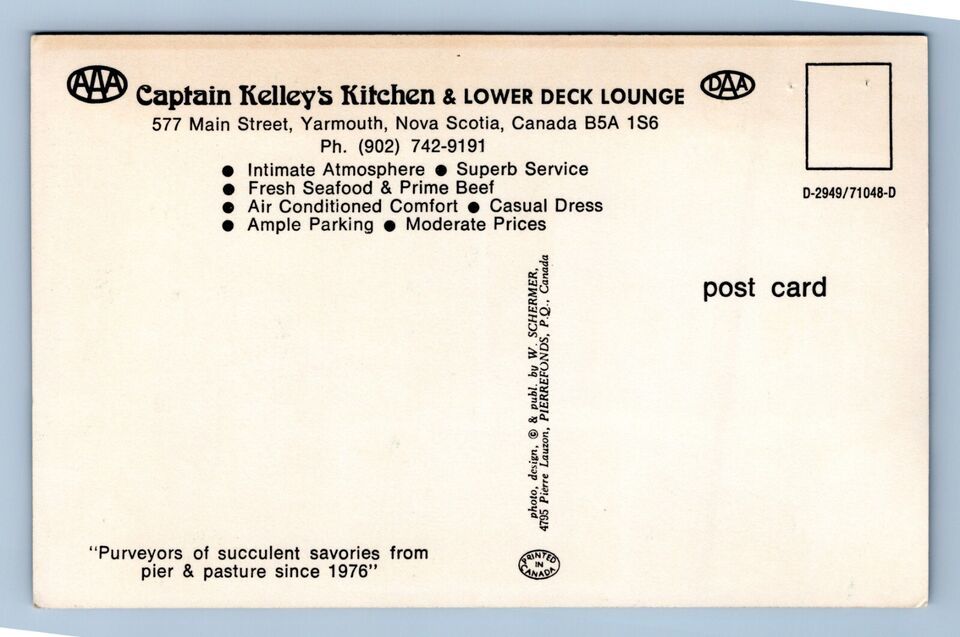 AAA
Captain Kelley's Kitchen & LOWER DECK LOUNGE
DAA
577 Main Street, Yarmouth, Nova Scotia, Canada B5A 1S6
Ph. (902) 742-9191
● Intimate Atmosphere ● Superb Service
● Fresh Seafood & Prime Beef
● Air Conditioned Comfort ● Casual Dress
● Ample Parking ● Moderate Prices
D-2949/71048-D
post card
photo, design, © & publ. by W. SCHERMER,
4795 Pierre Lauzon, PIERREFONDS, P.Q., Canada
"Purveyors of succulent savories from
pier & pasture since 1976"
PRINTED
IN
CANADA